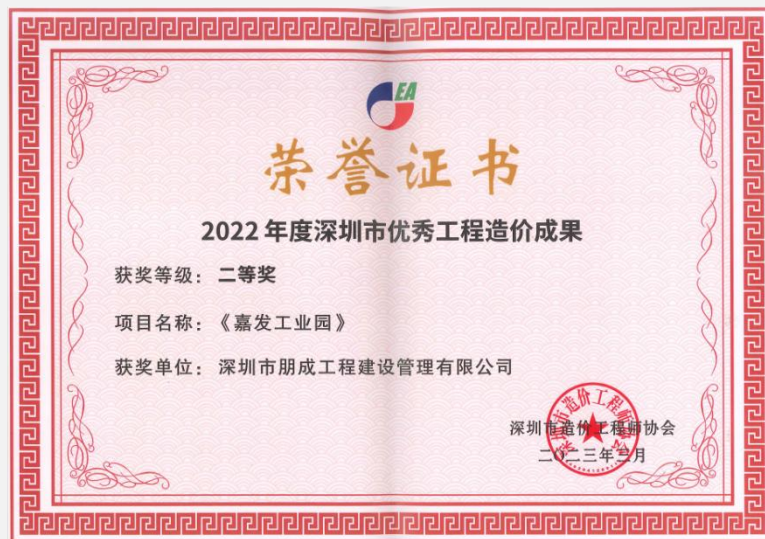 CEA
荣誉证书
2022年度深圳市优秀工程造价成果
获奖等级：二等奖
项目名称：《嘉发工业园》
获奖单位：深圳市朋成工程建设管理有限公司
深圳市造价工程师协会
二〇二三年三月